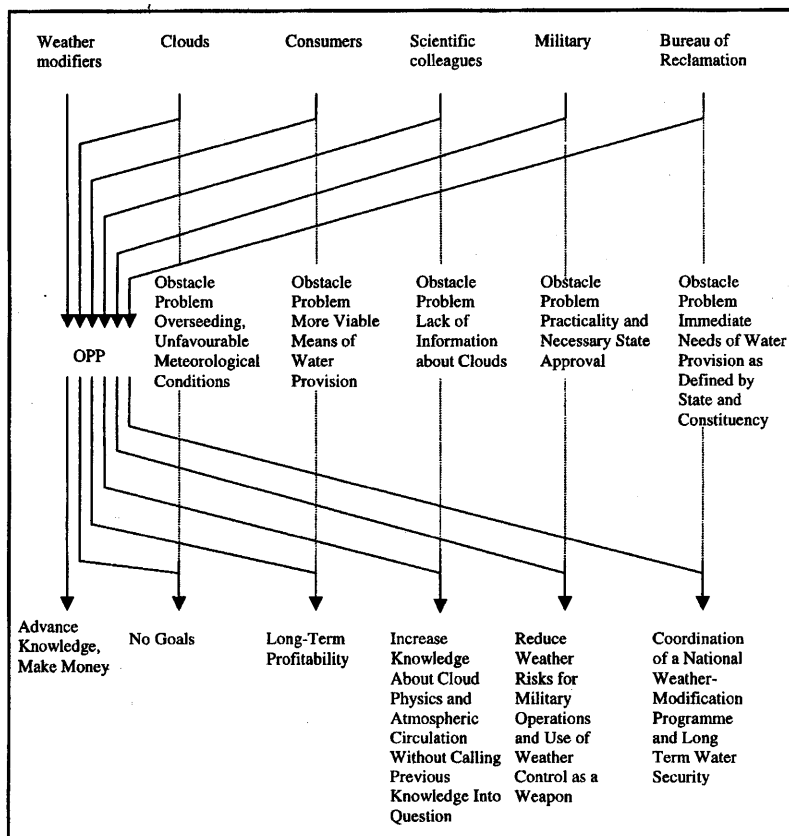 Weather
modifiers
Clouds
Consumers
Scientific
colleagues
Military
Bureau of
Reclamation
OPP
Obstacle
Problem
Overseeding,
Unfavourable
Meteorological
Conditions
Obstacle
Problem
More Viable
Means of
Water
Provision
Obstacle
Problem
Lack of
Information
about Clouds
Obstacle
Problem
Practicality and
Necessary State
Approval
Obstacle
Problem
Immediate
Needs of Water
Provision as
Defined by
State and
Constituency
Advance
Knowledge,
Make Money
No Goals
Long-Term
Profitability
Increase
Knowledge
About Cloud
Physics and
Atmospheric
Circulation
Without Calling
Previous
Knowledge Into
Question
Reduce
Weather
Risks for
Military
Operations
and Use of
Weather
Control as a
Weapon
Coordination
of a National
Weather-
Modification
Programme
and Long
Term Water
Security